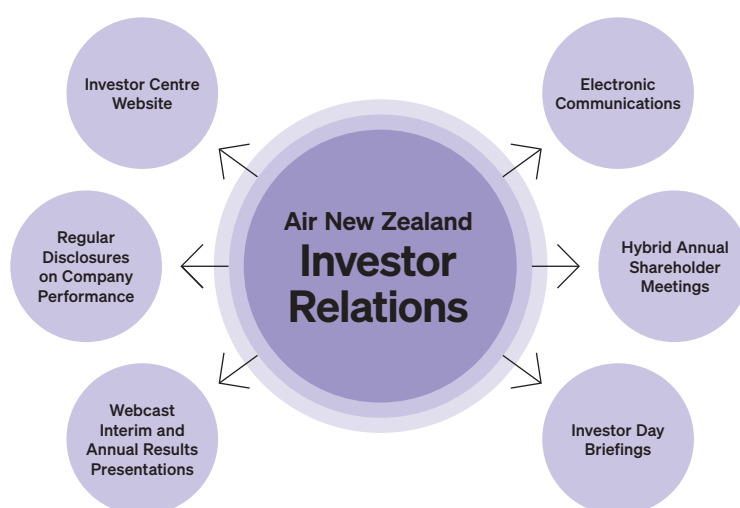 Investor Centre
Website
Electronic
Communications
Air New Zealand
Investor
Relations
Regular
Disclosures
on Company
Performance
Hybrid Annual
Shareholder
Meetings
Webcast
Interim and
Annual Results
Presentations
Investor Day
Briefings